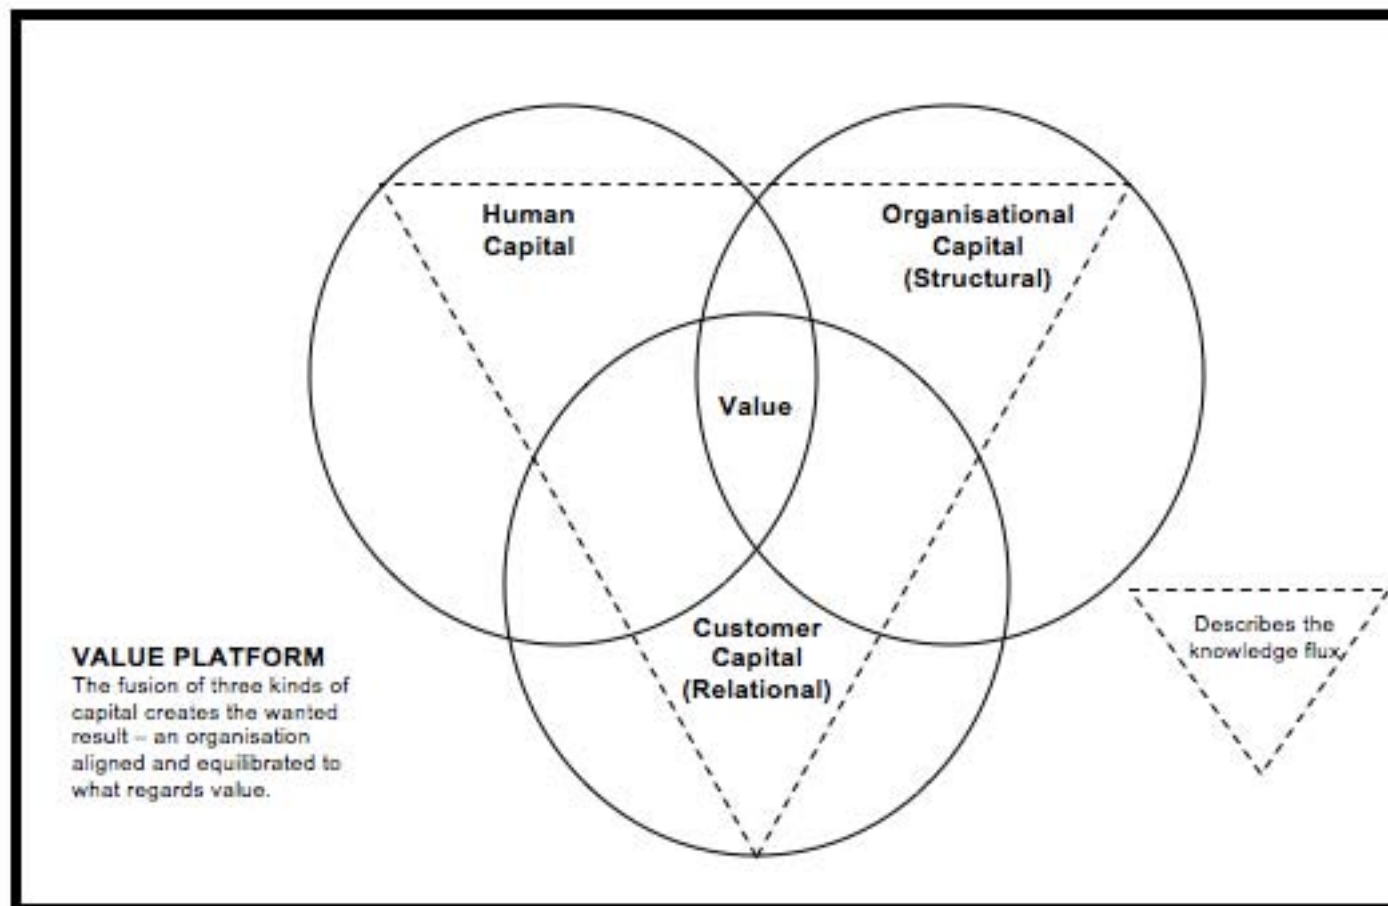 Human
Capital
Organisational
Capital
(Structural)
Value
Customer
Capital
(Relational)
Describes the
knowledge flux
VALUE PLATFORM
The fusion of three kinds of
capital creates the wanted
result – an organisation
aligned and equilibrated to
what regards value.